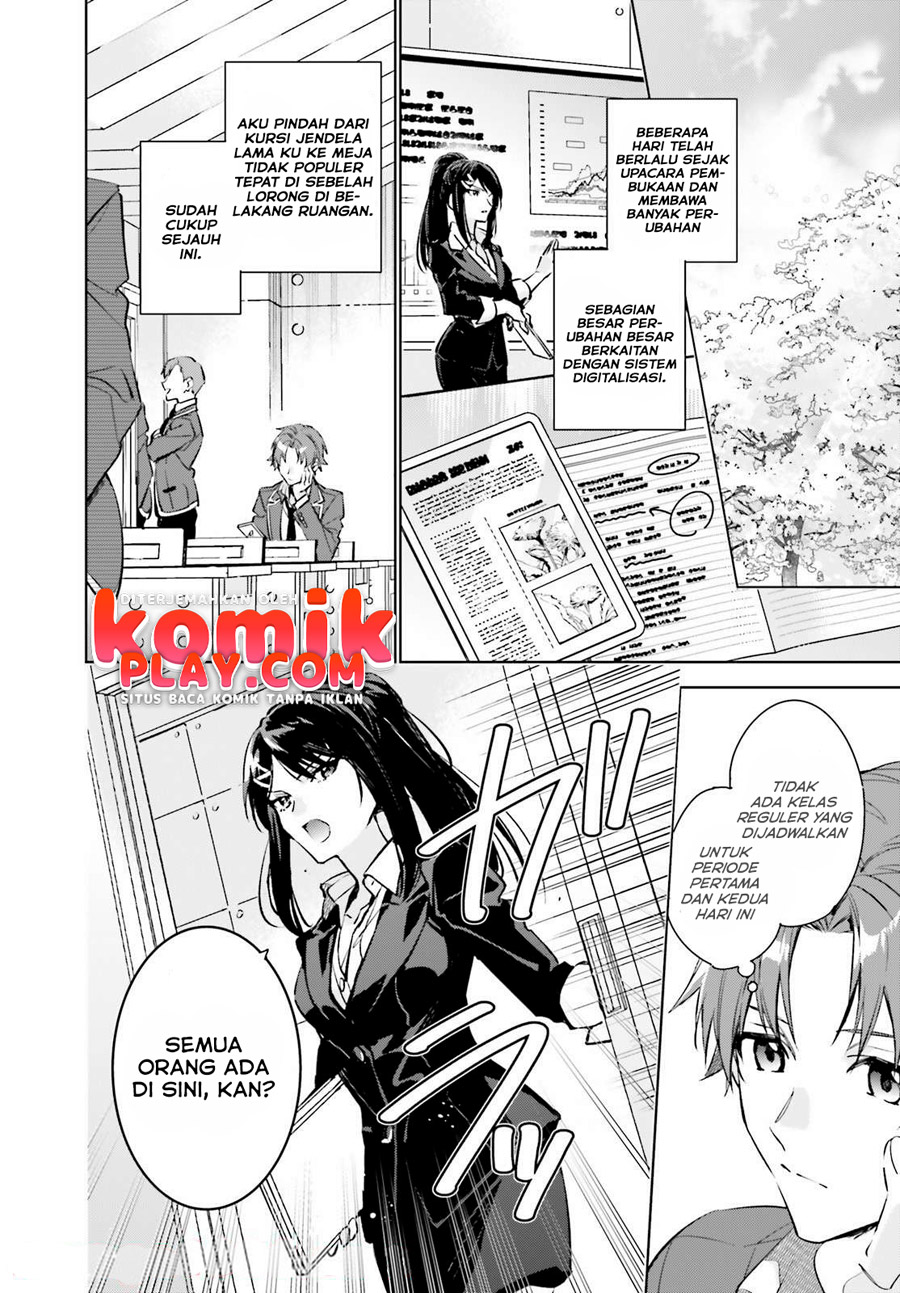 BEBERAPA
HARI TELAH
BERLALU SEJAK
UPACARA PEM-
BUKAAN DAN
MEMBAWA
BANYAK PER-
UBAHAN
SEBAGIAN
BESAR PER-
UBAHAN BESAR
BERKAITAN
DENGAN SISTEM
DIGITALISASI.
AKU PINDAH DARI
KURSI JENDELA
LAMA KU KE MEJA
TIDAK POPULER
TEPAT DI SEBELAH
LORONG DI BE-
LAKANG RUANGAN.
SUDAH
CUKUP
SEJAUH
INI.
DITERJEMAHKAN OLEH
komik
PLAY.COM
SITUS BACA KOMIK TANPA IKLAN
TIDAK
ADA KELAS
REGULER YANG
DIJADWALKAN
UNTUK
PERIODE
PERTAMA
DAN KEDUA
HARI INI
ガラッ
SEMUA
ORANG ADA
DI SINI, KAN?